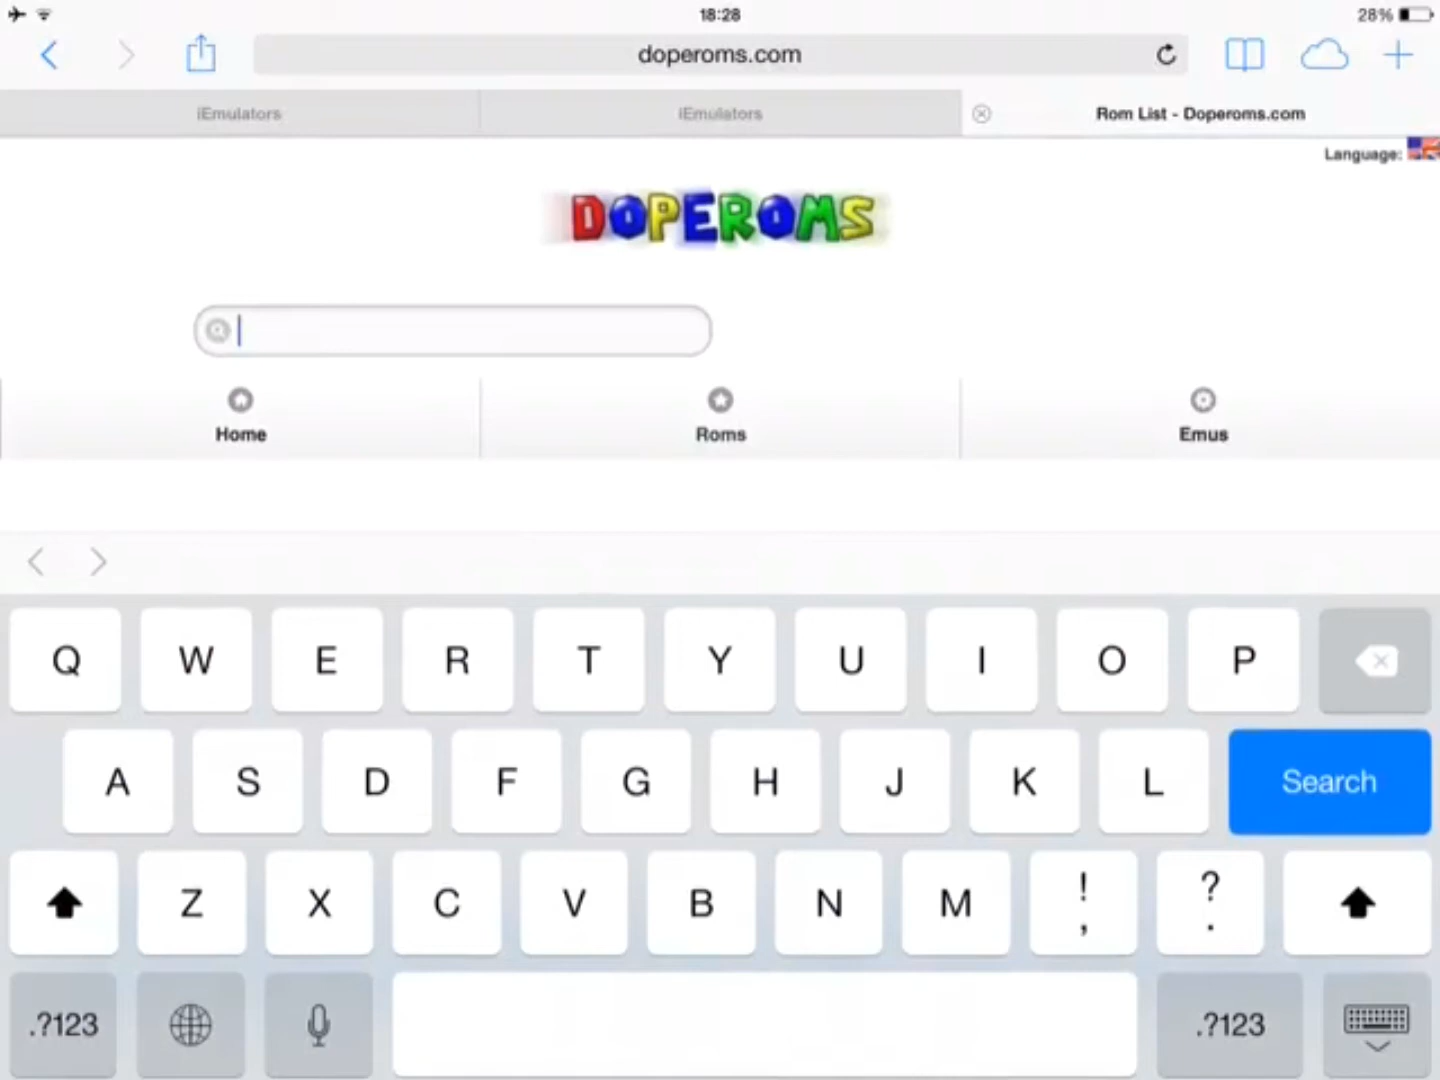 18:28
28%
doperoms.com
iEmulators
iEmulators
Rom List - Doperoms.com
Language:
DOPEROMS
Home
Roms
Emus
Q W E R T Y U I O P
A S D F G H J K L Search
Z X C V B N M ! , ? .
.?123 .?123